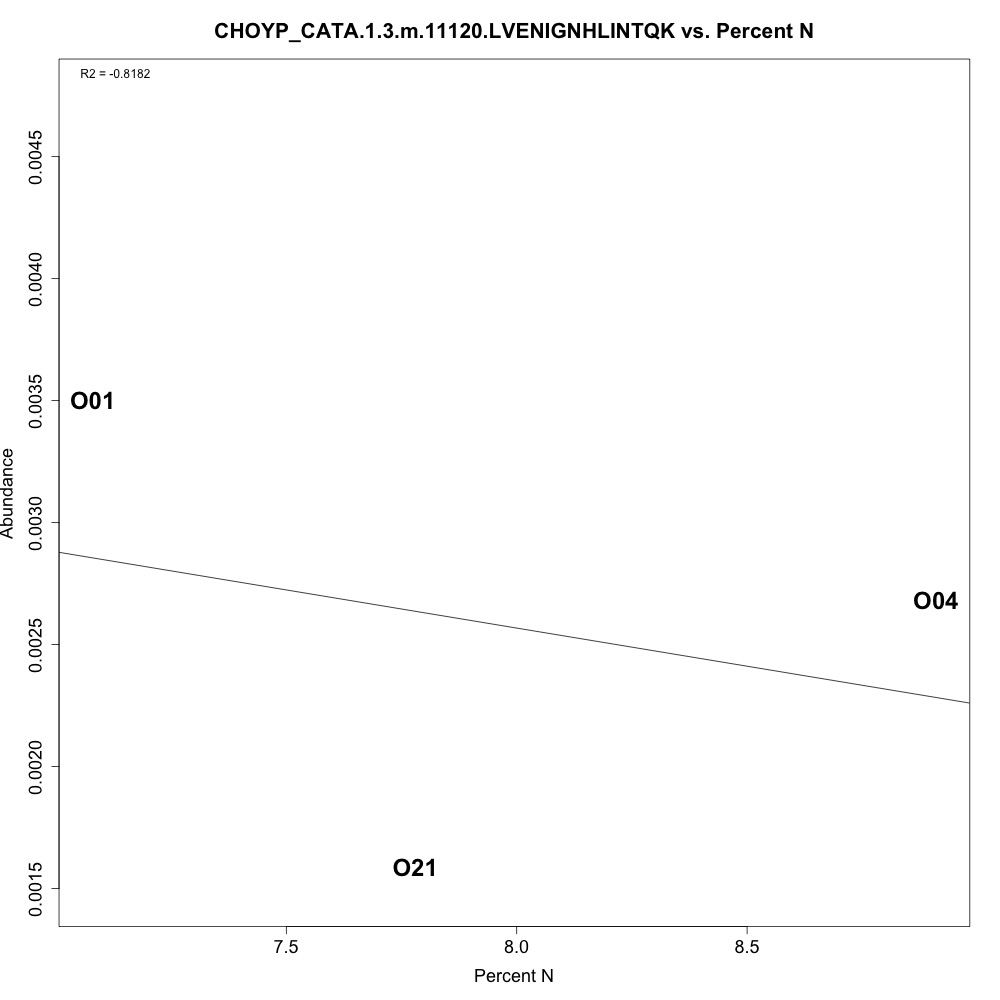 CHOYP_CATA.1.3.m.11120.LVENIGNHLINTQK vs. Percent N
R2 = -0.8182
0.0045
0.0040
0.0035
0.0030
0.0025
0.0020
0.0015
Abundance
O01
O04
O21
7.5 8.0 8.5
Percent N